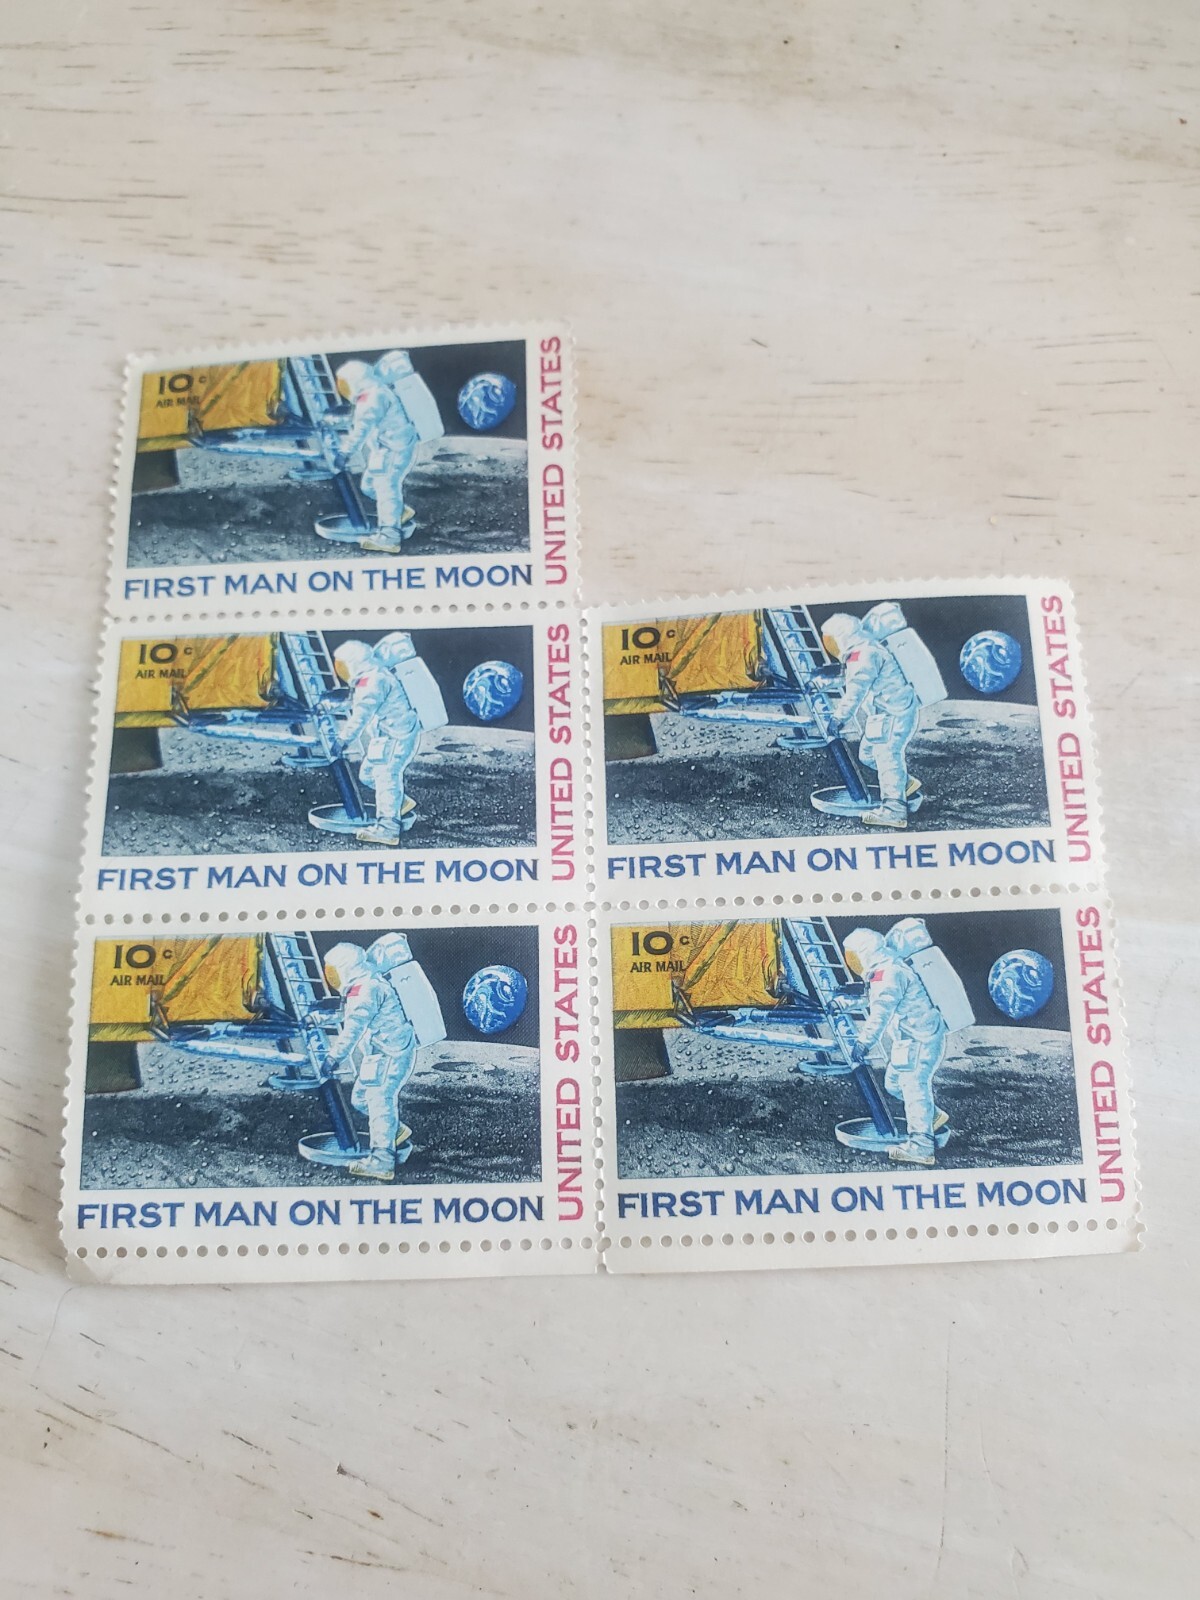 10c
AIR MAIL
UNITED STATES
FIRST MAN ON THE MOON
10c
AIR MAIL
UNITED STATES
FIRST MAN ON THE MOON
10c
AIR MAIL
UNITED STATES
FIRST MAN ON THE MOON
10c
AIR MAIL
UNITED STATES
FIRST MAN ON THE MOON
10c
AIR MAIL
UNITED STATES
FIRST MAN ON THE MOON